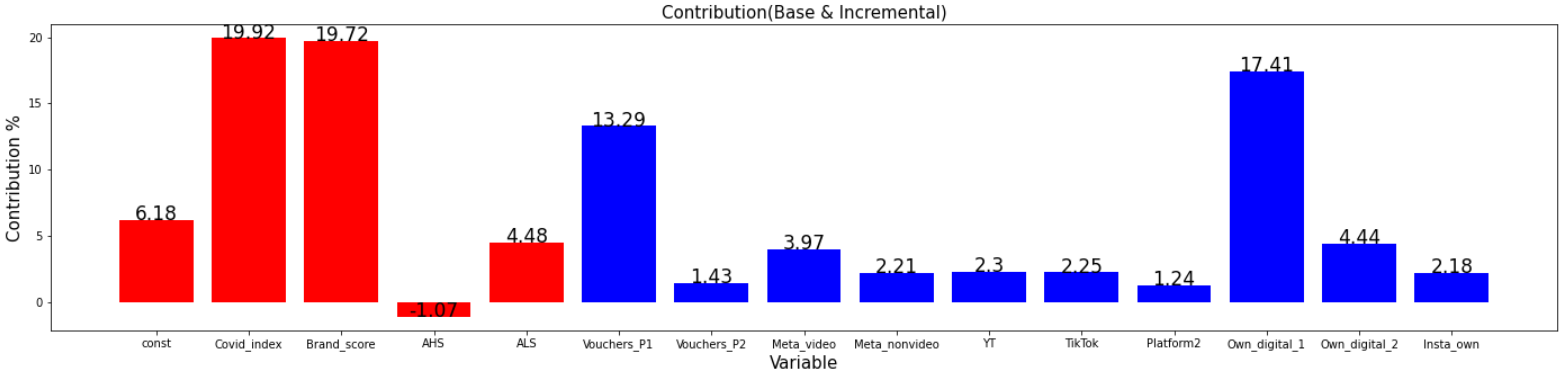 Contribution(Base & Incremental)
Contribution %
20
15
10
5
0
6.18
19.92
19.72
-1.07
4.48
13.29
1.43
3.97
2.21
2.3
2.25
1.24
17.41
4.44
2.18
const
Covid_index
Brand_score
AHS
ALS
Vouchers_P1
Vouchers_P2
Meta_video
Meta_nonvideo
YT
TikTok
Platform2
Own_digital_1
Own_digital_2
Insta_own
Variable